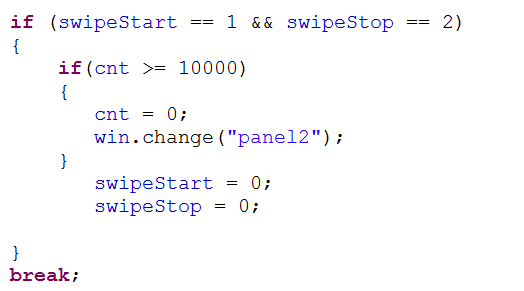 if (swipeStart == 1 && swipeStop == 2)
{
    if(cnt >= 10000)
    {
       cnt = 0;
       win.change("panel2");
    }
       swipeStart = 0;
       swipeStop = 0;

}
break;